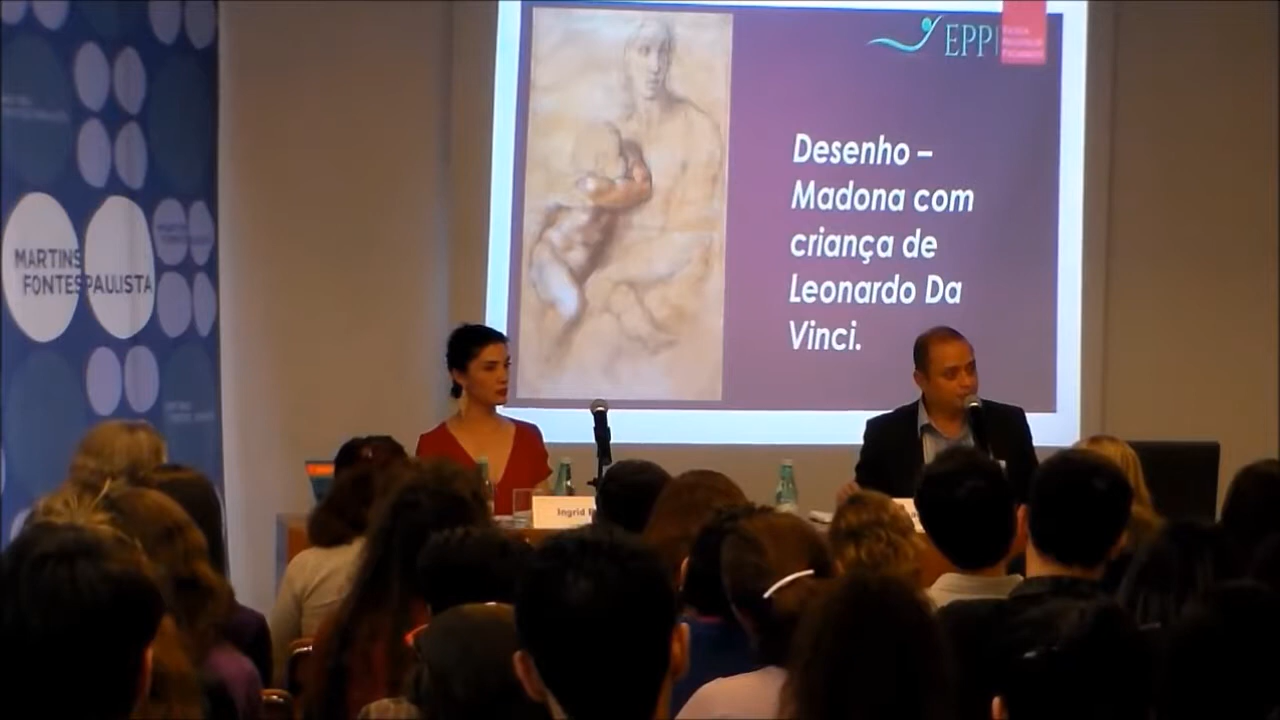 MARTINS
FONTES PAULISTA
EPP
Desenho –
Madona com
criança de
Leonardo Da
Vinci.
Ingrid